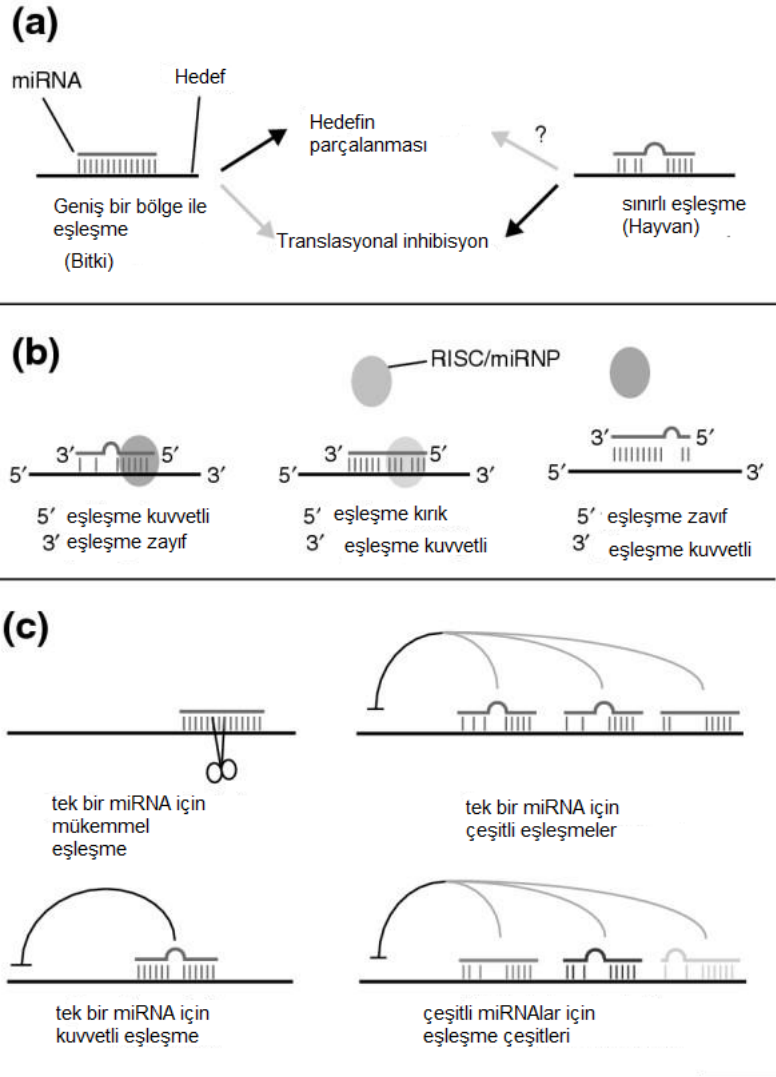 (a)
miRNA
Hedef
Hedefin
parçalanması
?
Geniş bir bölge ile
eşleşme
(Bitki)
sınırlı eşleşme
(Hayvan)
Translasyonal inhibisyon
(b)
RISC/miRNP
3′ 5′
5′ 3′
3′ 5′
5′ 3′
3′ 5′
5′ 3′
5′ eşleşme kuvvetli
3′ eşleşme zayıf
5′ eşleşme kırık
3′ eşleşme kuvvetli
5′ eşleşme zavıf
3′ eşleşme kuvvetli
(c)
tek bir miRNA için
mükemmel
eşleşme
tek bir miRNA için
çeşitli eşleşmeler
tek bir miRNA için
kuvvetli eşleşme
çeşitli miRNAlar için
eşleşme çeşitleri